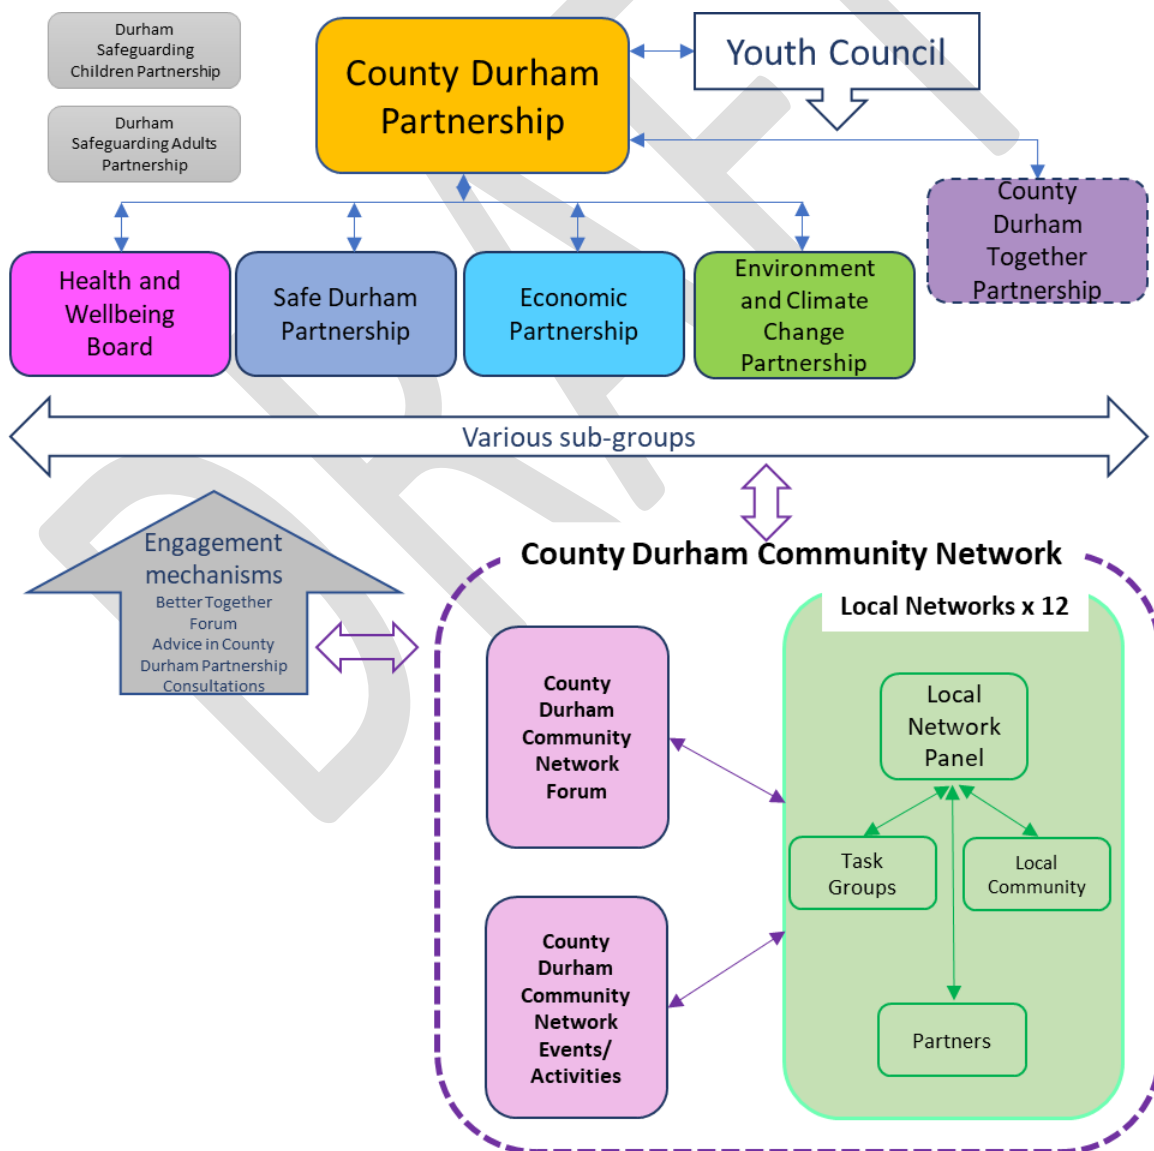 Durham
Safeguarding
Children Partnership
County Durham
Partnership
Youth Council
Durham
Safeguarding Adults
Partnership
County
Durham
Together
Partnership
Health and
Wellbeing
Board
Safe Durham
Partnership
Economic
Partnership
Environment
and Climate
Change
Partnership
Various sub-groups
Engagement
mechanisms
Better Together
Forum
Advice in County
Durham Partnership
Consultations
County Durham Community Network
Local Networks x 12
County
Durham
Community
Network
Forum
Local
Network
Panel
Task
Groups
Local
Community
County
Durham
Community
Network
Events/
Activities
Partners
DRAFT